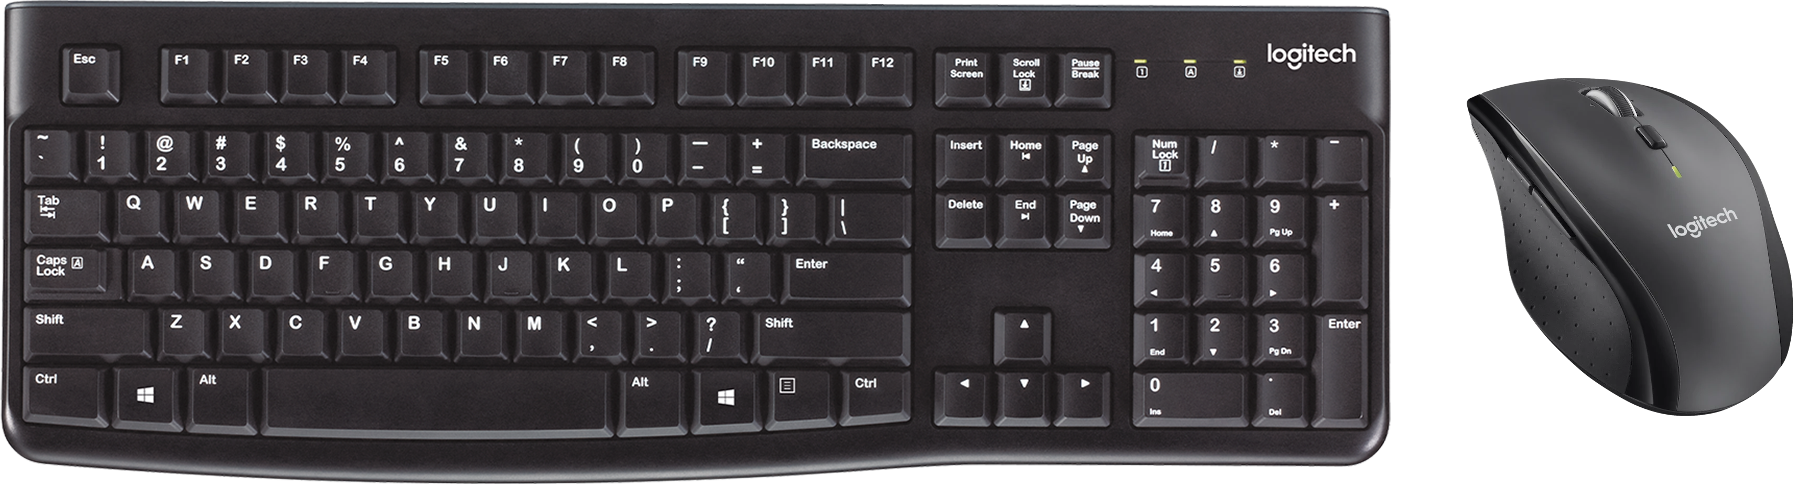 Esc F1 F2 F3 F4 F5 F6 F7 F8 F9 F10 F11 F12 Print Screen Scroll Lock Pause Break 1 A logitech
~ ` ! 1 @ 2 # 3 $ 4 % 5 ^ 6 & 7 * 8 ( 9 ) 0 — – + = Backspace Insert Home Page Up Num Lock 1 / * –
Tab Q W E R T Y U I O P { [ } ] | \ Delete End Page Down 7 Home 8 9 Pg Up +
Caps Lock A A S D F G H J K L : ; “ ‘ Enter 4 5 6
Shift Z X C V B N M < , > . ? / Shift 1 End 2 3 Pg Dn Enter
Ctrl Alt Alt Ctrl 0 Ins . Del
logitech